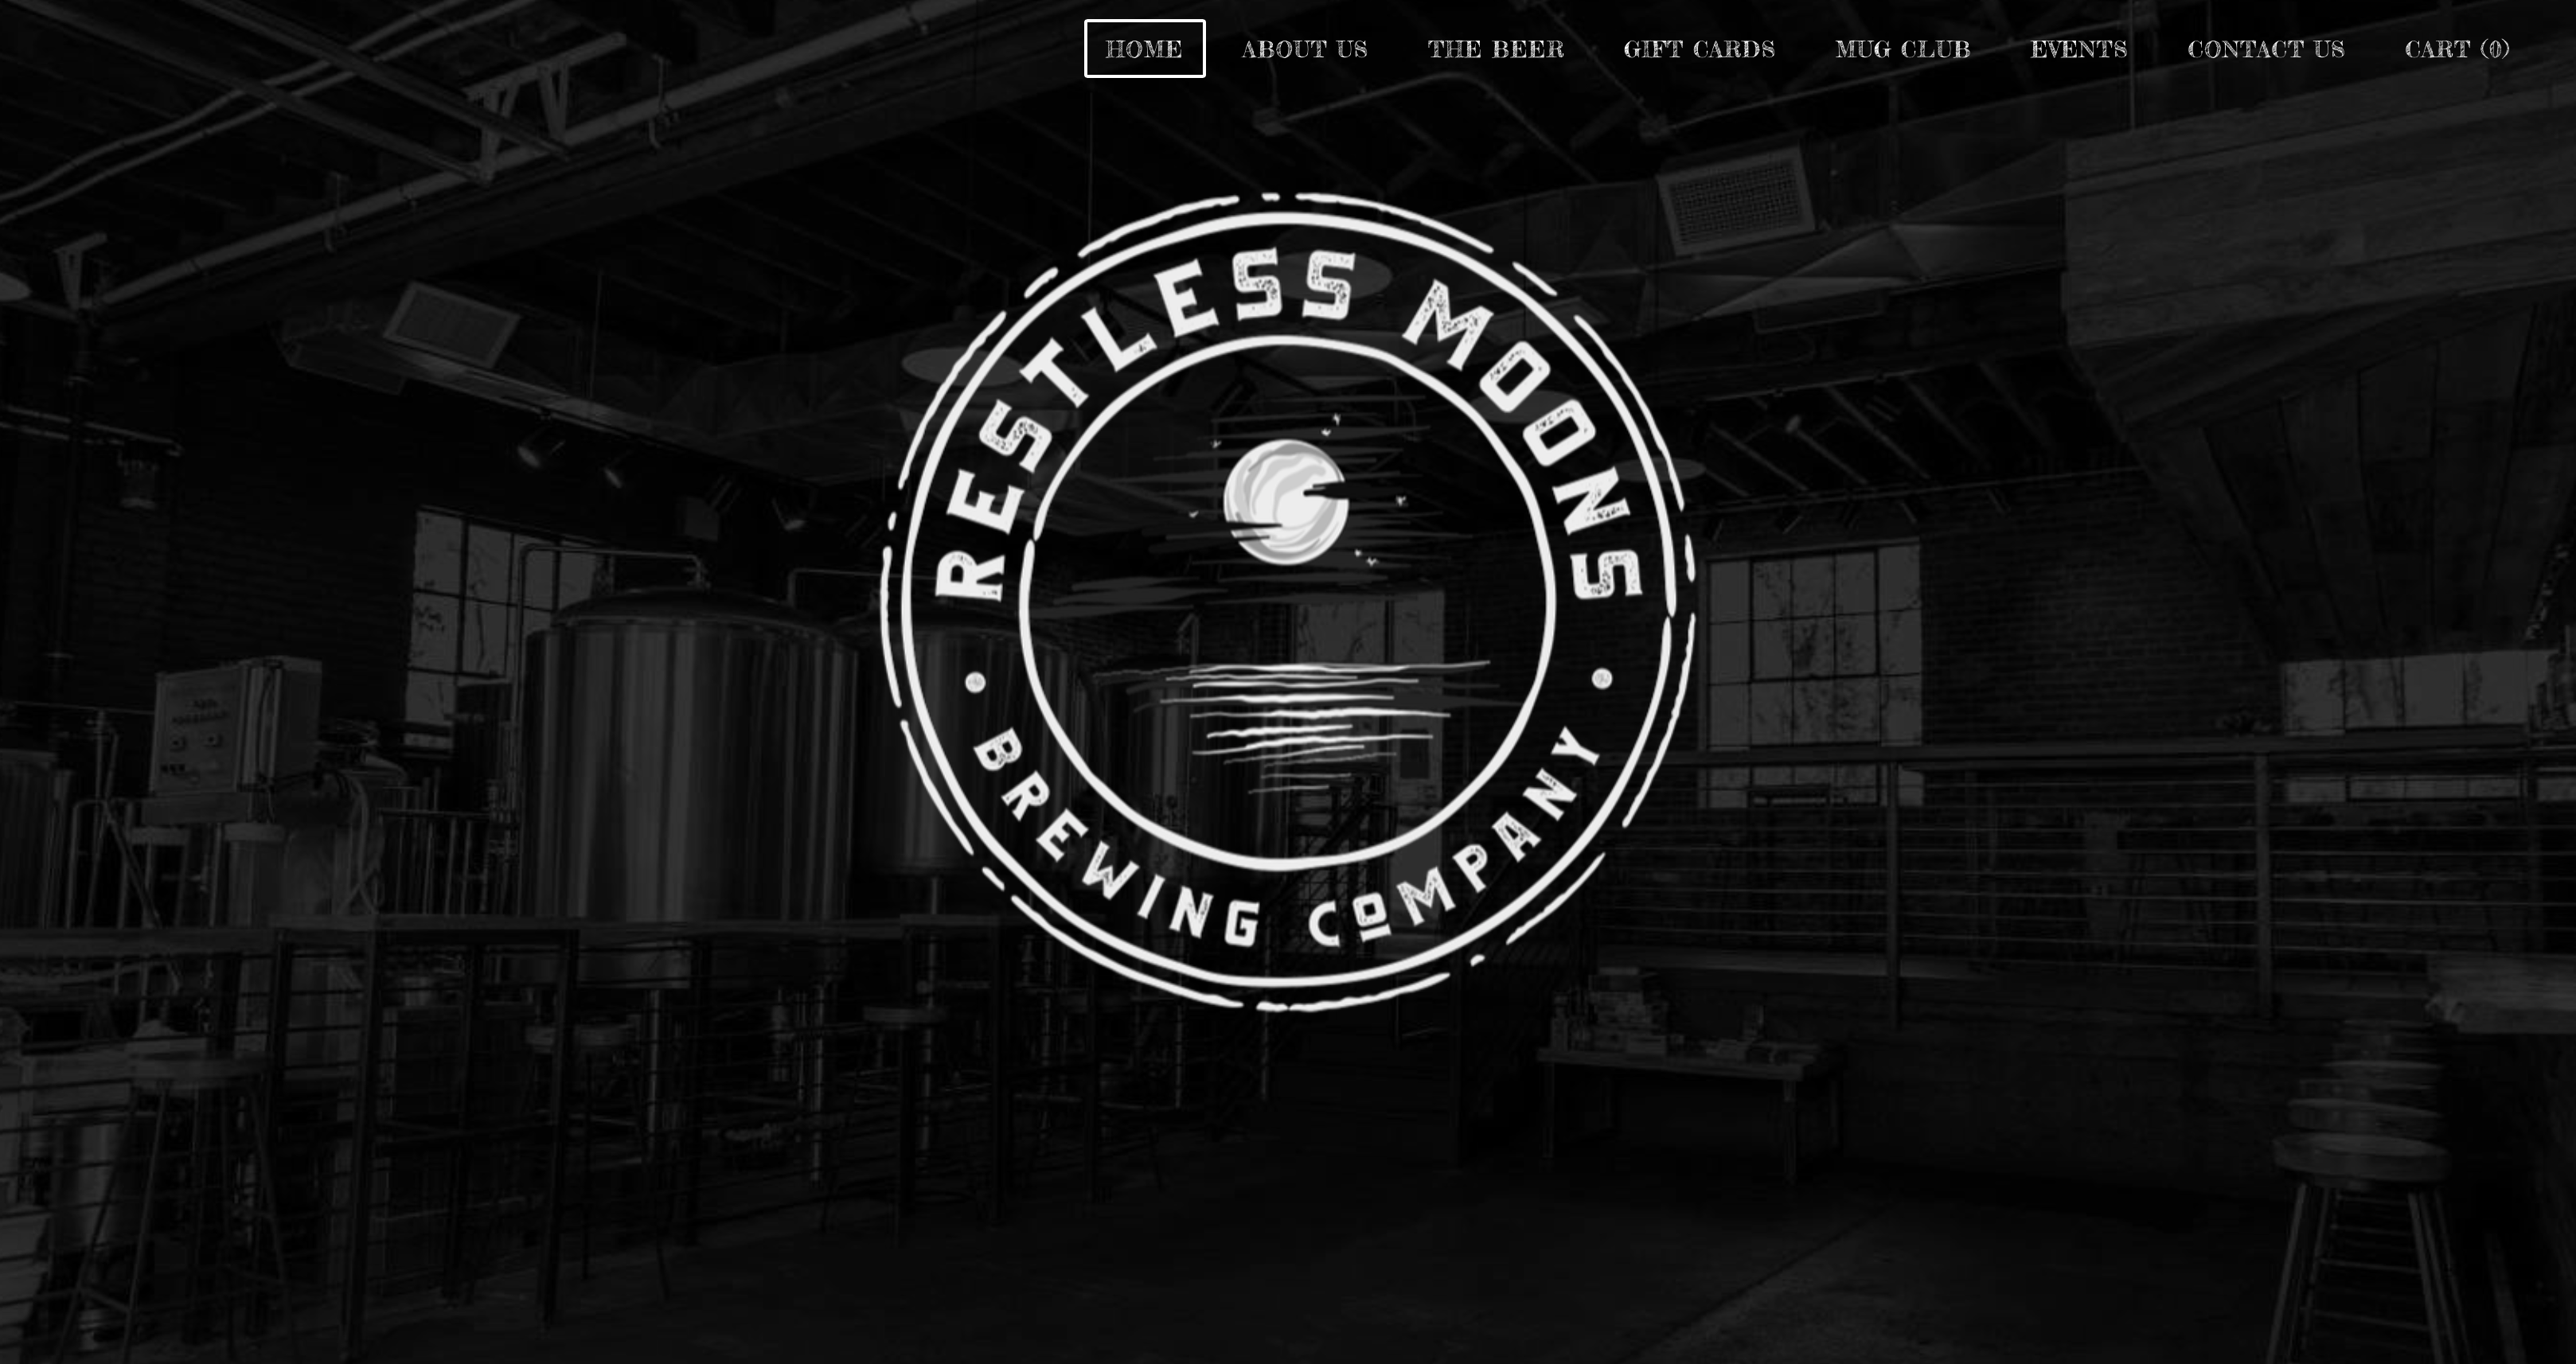 HOME ABOUT US THE BEER GIFT CARDS MUG CLUB EVENTS CONTACT US CART (0)
RESTLESS MOONS
BREWING COMPANY